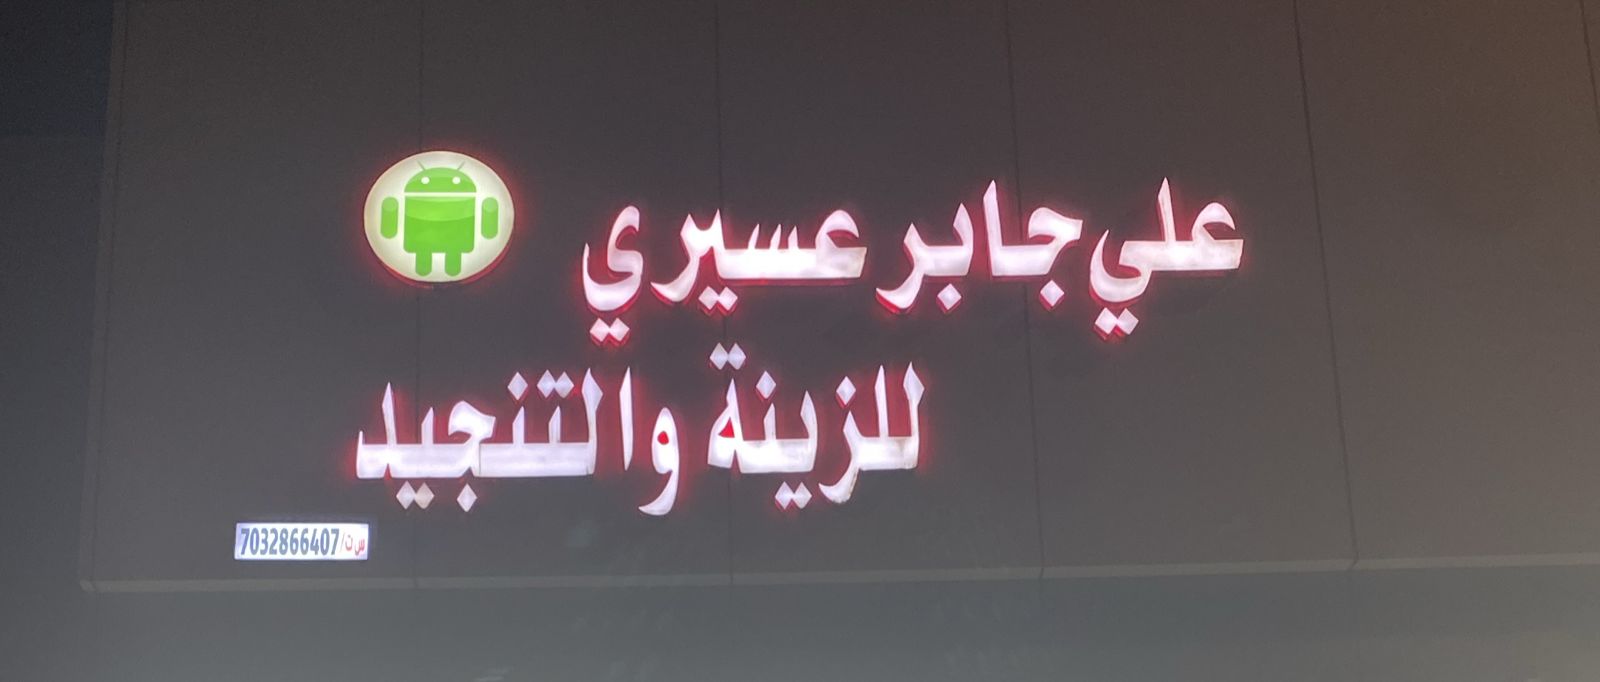 علي جابر عسيري
للزينة والتنجيد
س ت/7032866407